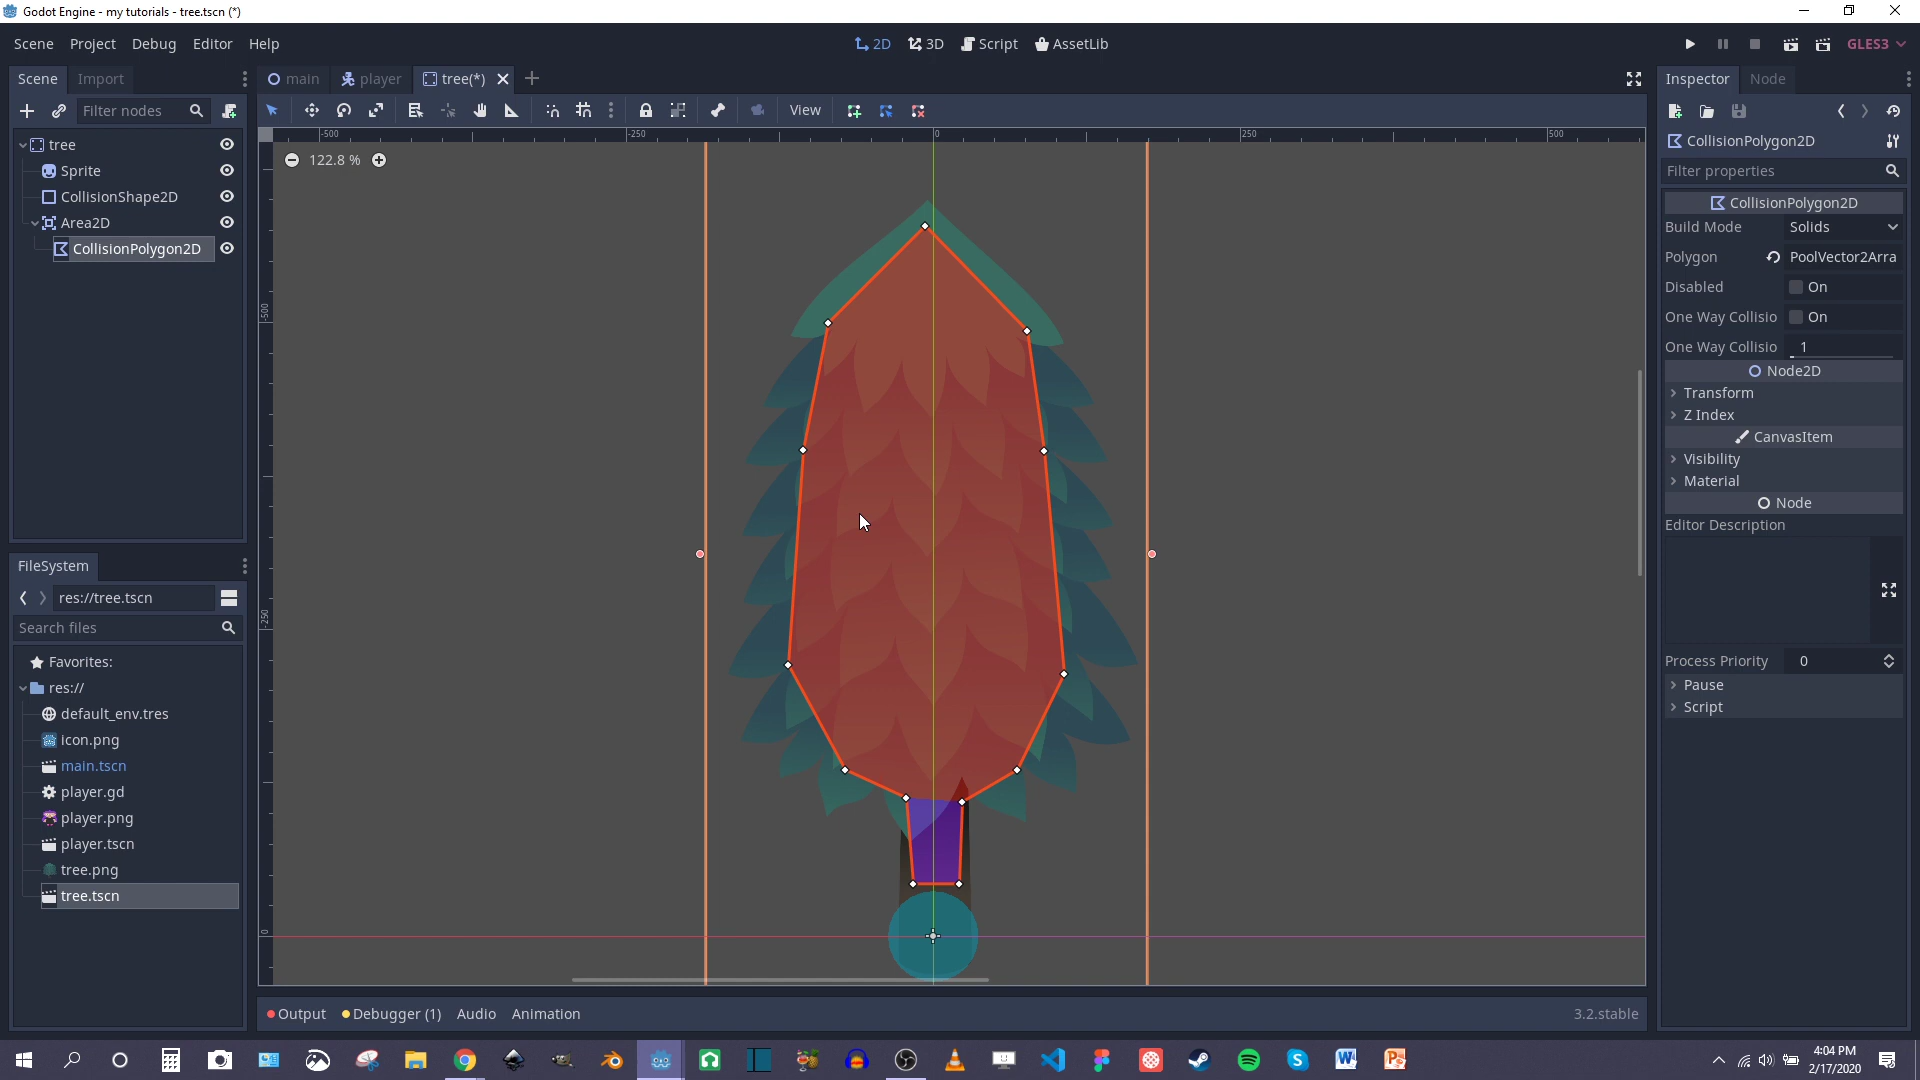 Godot Engine - my tutorials - tree.tscn (*)
Scene Project Debug Editor Help
2D 3D Script AssetLib
GLES3
Scene Import
main player tree(*)
Inspector Node
Filter nodes
View
-500 -250 0 250 500
122.8 %
tree
Sprite
CollisionShape2D
Area2D
CollisionPolygon2D
-500
-250
0
FileSystem
res://tree.tscn
Search files
Favorites:
res://
default_env.tres
icon.png
main.tscn
player.gd
player.png
player.tscn
tree.png
tree.tscn
CollisionPolygon2D
Filter properties
CollisionPolygon2D
Build Mode Solids
Polygon PoolVector2Arra
Disabled On
One Way Collisio On
One Way Collisio 1
Node2D
Transform
Z Index
CanvasItem
Visibility
Material
Node
Editor Description
Process Priority 0
Pause
Script
Output Debugger (1) Audio Animation
3.2.stable
4:04 PM
2/17/2020